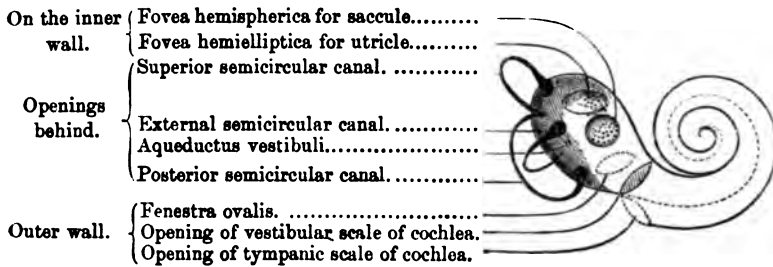 On the inner wall.
Fovea hemispherica for saccule..........
Fovea hemielliptica for utricle..........
Openings behind.
Superior semicircular canal. ............
External semicircular canal. ............
Aqueductus vestibuli......................
Posterior semicircular canal.............
Outer wall.
Fenestra ovalis. ..........................
Opening of vestibular scale of cochlea.
Opening of tympanic scale of cochlea.